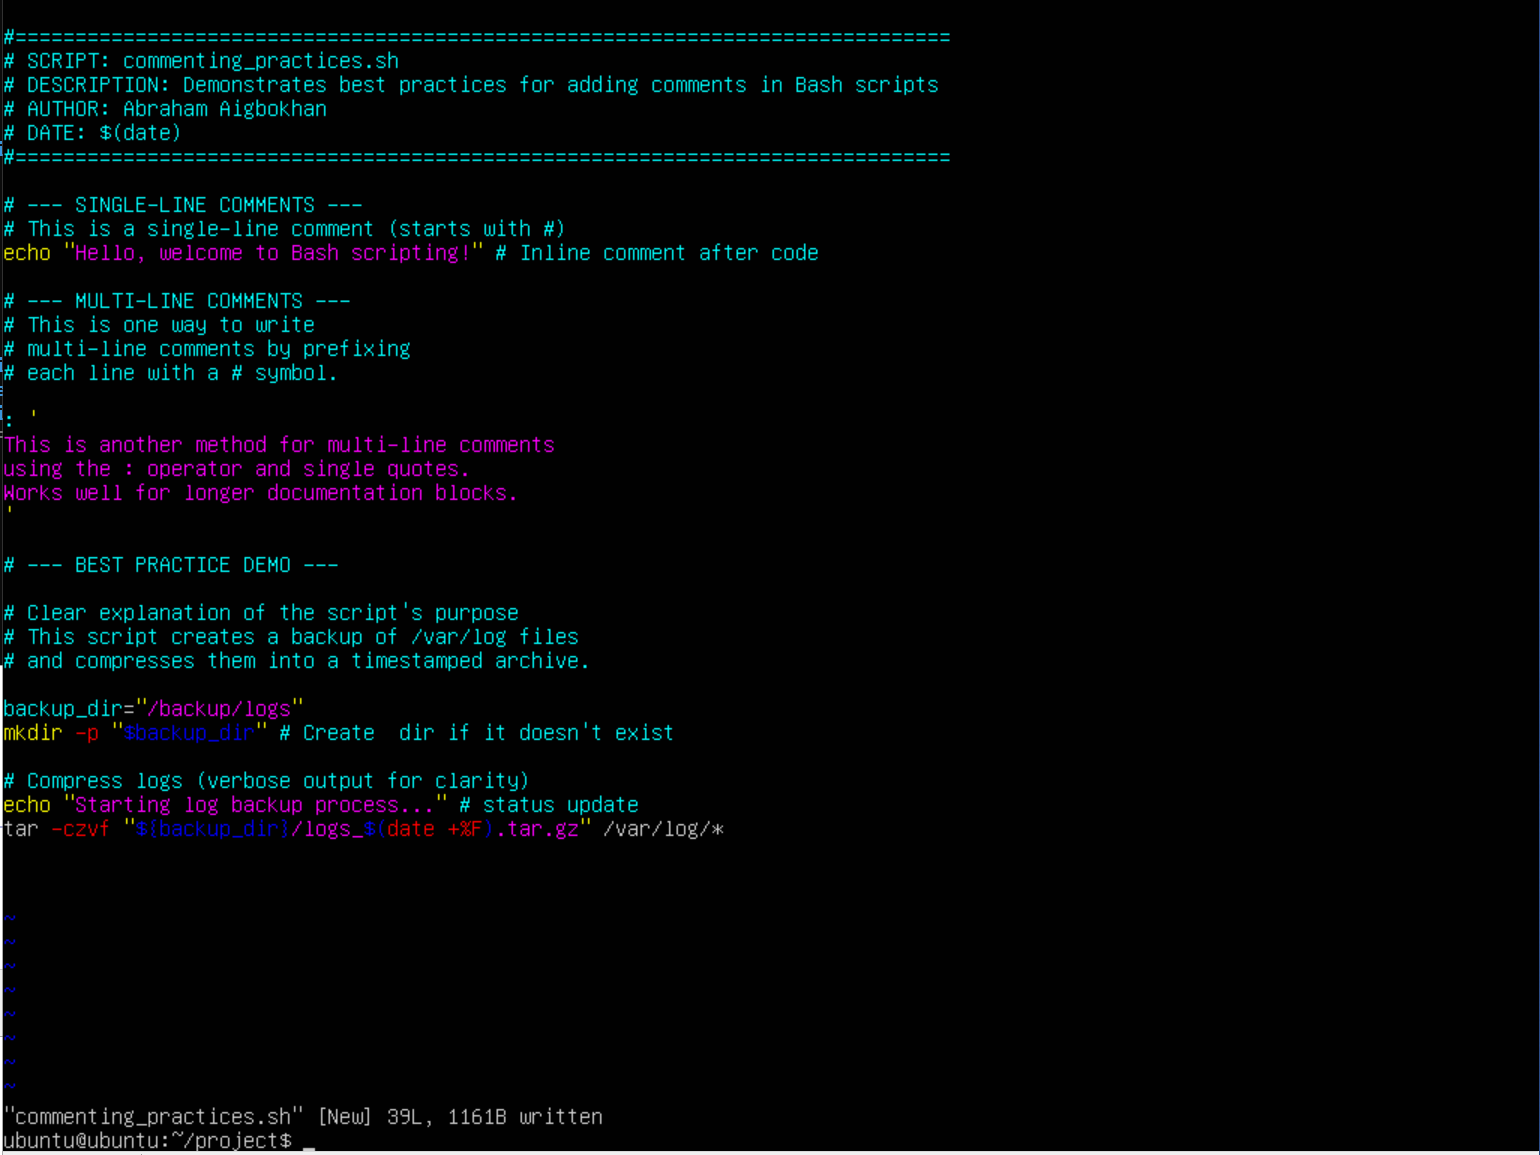 #==============================================================================
# SCRIPT: commenting_practices.sh
# DESCRIPTION: Demonstrates best practices for adding comments in Bash scripts
# AUTHOR: Abraham Aigbokhan
# DATE: $(date)
#==============================================================================
# --- SINGLE-LINE COMMENTS ---
# This is a single-line comment (starts with #)
echo "Hello, welcome to Bash scripting!" # Inline comment after code
# --- MULTI-LINE COMMENTS ---
# This is one way to write
# multi-line comments by prefixing
# each line with a # symbol.
: '
This is another method for multi-line comments
using the : operator and single quotes.
Works well for longer documentation blocks.
'
# --- BEST PRACTICE DEMO ---
# Clear explanation of the script's purpose
# This script creates a backup of /var/log files
# and compresses them into a timestamped archive.
backup_dir="/backup/logs"
mkdir -p "$backup_dir" # Create  dir if it doesn't exist
# Compress logs (verbose output for clarity)
echo "Starting log backup process..." # status update
tar -czvf "${backup_dir}/logs_$(date +%F).tar.gz" /var/log/*
~
~
~
~
~
~
~
~
"commenting_practices.sh" [New] 39L, 1161B written
ubuntu@ubuntu:~/project$ _